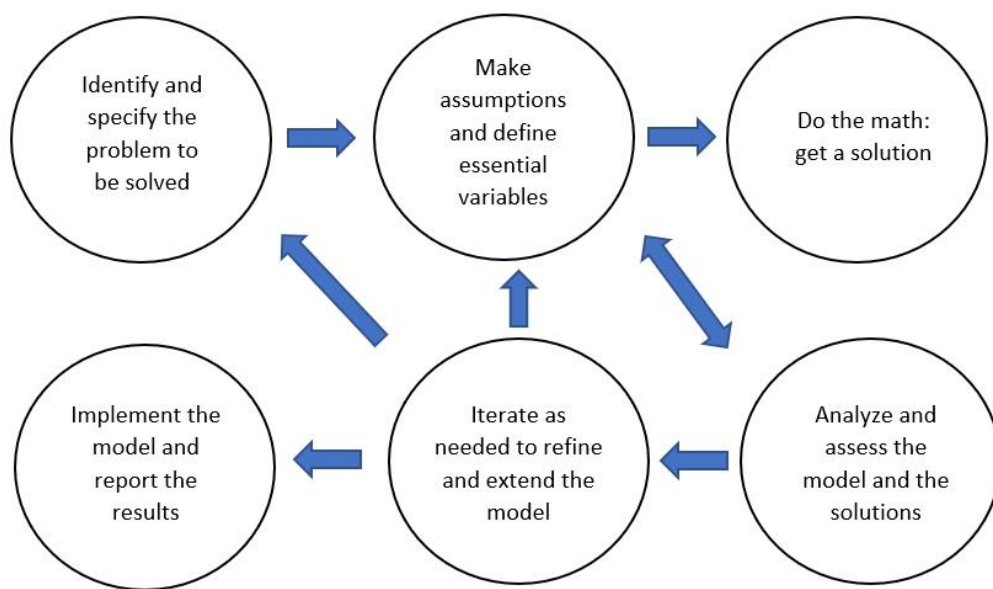 Identify and
specify the
problem to
be solved
Make
assumptions
and define
essential
variables
Do the math:
get a solution
Implement the
model and
report the
results
Iterate as
needed to refine
and extend the
model
Analyze and
assess the
model and the
solutions